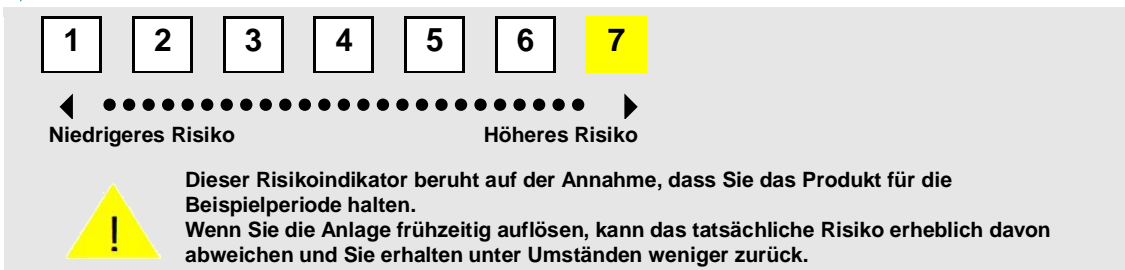 1 2 3 4 5 6 7
Niedrigeres Risiko Höheres Risiko
Dieser Risikoindikator beruht auf der Annahme, dass Sie das Produkt für die
Beispielperiode halten.
Wenn Sie die Anlage frühzeitig auflösen, kann das tatsächliche Risiko erheblich davon
abweichen und Sie erhalten unter Umständen weniger zurück.
!